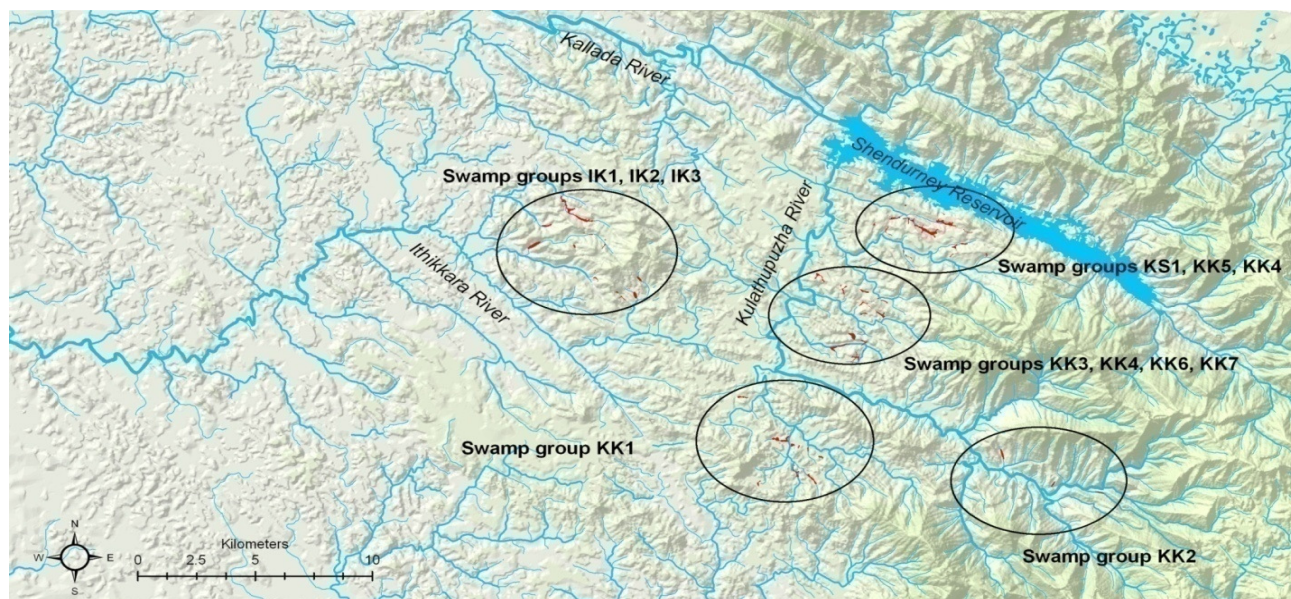 Kallada River
Shendurney Reservoir
Swamp groups IK1, IK2, IK3
Kulathupuzha River
Ithikkara River
Swamp groups KS1, KK5, KK4
Swamp groups KK3, KK4, KK6, KK7
Swamp group KK1
N
W E
S
Kilometers
0 2.5 5 10
Swamp group KK2